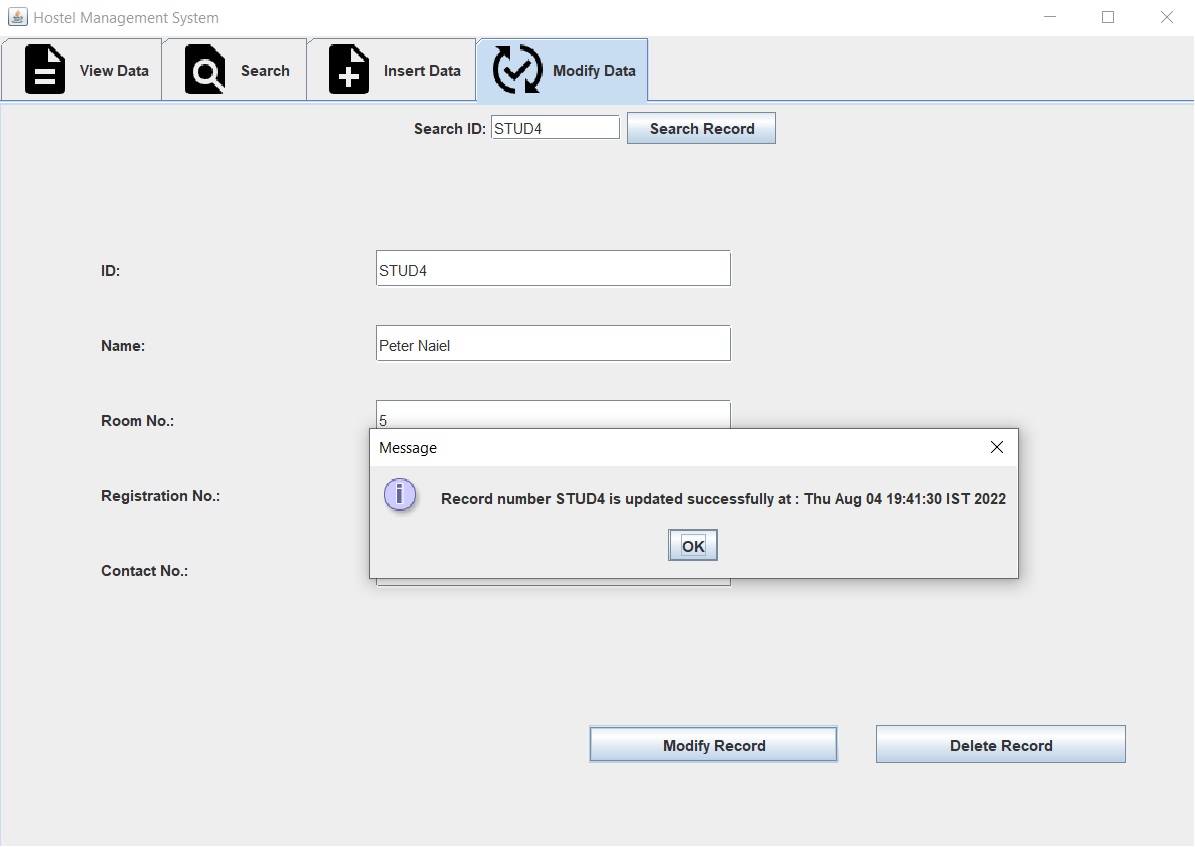 Hostel Management System
View Data Search Insert Data Modify Data
Search ID: STUD4 Search Record
ID: STUD4
Name: Peter Naiel
Room No.: 5
Message
Registration No.:
Record number STUD4 is updated successfully at : Thu Aug 04 19:41:30 IST 2022
OK
Contact No.:
Modify Record Delete Record